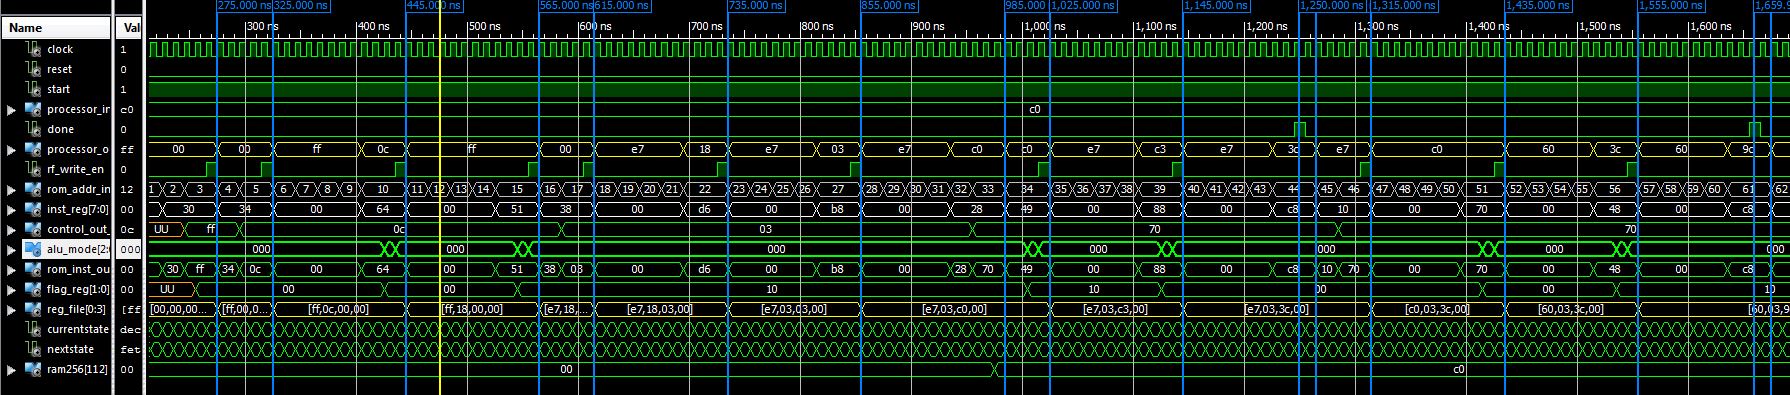 275.000 ns 325.000 ns 445.000 ns 565.000 ns 615.000 ns 735.000 ns 855.000 ns 985.000 ns 1,025.000 ns 1,145.000 ns 1,250.000 ns 1,315.000 ns 1,435.000 ns 1,555.000 ns 1,659.9
Name Val 300 ns 400 ns 500 ns 600 ns 700 ns 800 ns 900 ns 1,000 ns 1,100 ns 1,200 ns 1,300 ns 1,400 ns 1,500 ns 1,600 ns
clock 1
reset 0
start 1
processor_in c0 c0
done 0
processor_o ff 00 00 ff 0c ff 00 e7 18 e7 03 e7 c0 c0 e7 c3 e7 3c e7 c0 60 3c 60 9c
rf_write_en 0
rom_addr_in 12 1 2 3 4 5 6 7 8 9 10 11 12 13 14 15 16 17 18 19 20 21 22 23 24 25 26 27 28 29 30 31 32 33 34 35 36 37 38 39 40 41 42 43 44 45 46 47 48 49 50 51 52 53 54 55 56 57 58 59 60 61 62
inst_reg[7:0] 00 30 34 00 64 00 51 38 00 d6 00 b8 00 28 49 00 88 00 c8 10 00 70 00 48 00 c8
control_out_ 0c UU ff 0c 03 70 70
alu_mode[2: 000 000 000 000 000 000 000 000
rom_inst_ou 00 30 ff 34 0c 00 64 00 51 38 03 00 d6 00 b8 00 28 70 49 00 88 00 c8 10 70 00 70 00 48 00 c8
flag_reg[1:0] 00 UU 00 00 10 10 00 00 10
reg_file[0:3] [ff [00,00,00... [ff,00,0... [ff,0c,00,00] [ff,18,00,00] [e7,18,... [e7,18,03,00] [e7,03,03,00] [e7,03,c0,00] [e7,03,c3,00] [e7,03,3c,00] [c0,03,3c,00] [60,03,3c,00] [60,03,9
currentstate dec
nextstate fet
ram256[112] 00 00 c0